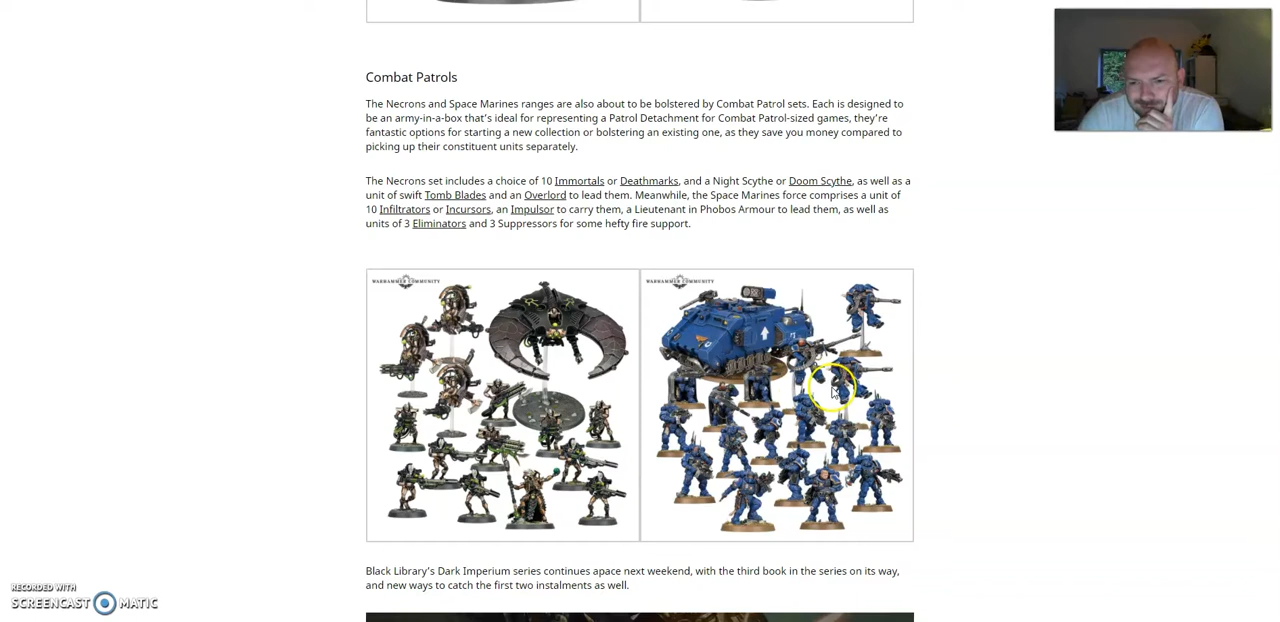 Combat Patrols
The Necrons and Space Marines ranges are also about to be bolstered by Combat Patrol sets. Each is designed to
be an army-in-a-box that's ideal for representing a Patrol Detachment for Combat Patrol-sized games, they're
fantastic options for starting a new collection or bolstering an existing one, as they save you money compared to
picking up their constituent units separately.
The Necrons set includes a choice of 10 Immortals or Deathmarks, and a Night Scythe or Doom Scythe, as well as a
unit of swift Tomb Blades and an Overlord to lead them. Meanwhile, the Space Marines force comprises a unit of
10 Infiltrators or Incursors, an Impulsor to carry them, a Lieutenant in Phobos Armour to lead them, as well as
units of 3 Eliminators and 3 Suppressors for some hefty fire support.
WARHAMMER COMMUNITY
WARHAMMER COMMUNITY
Black Library's Dark Imperium series continues apace next weekend, with the third book in the series on its way,
and new ways to catch the first two instalments as well.
RECORDED WITH
SCREENCAST MATIC